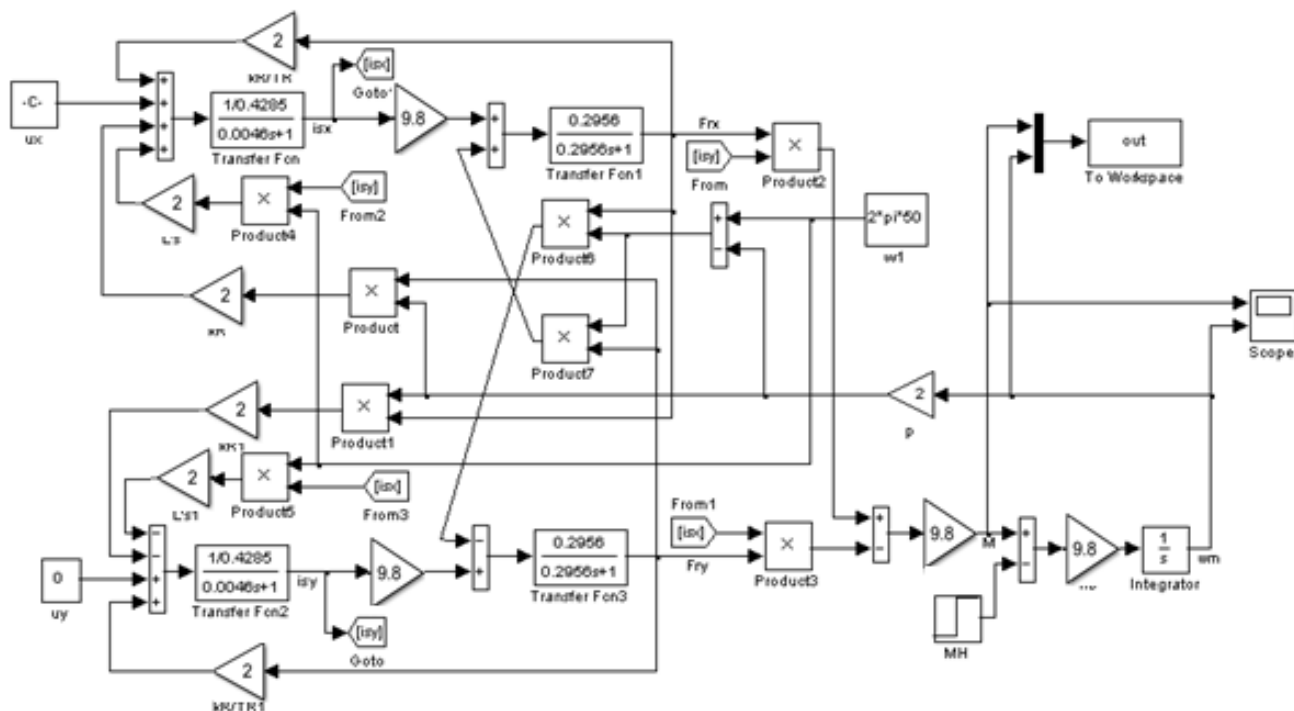 2
kR/TR
[isx]
Goto
-C-
ux
1/0.4285
0.0046s+1
Transfer Fcn
isx
9.8
0.2956
0.2956s+1
Transfer Fcn1
Frx
[isy]
From
×
Product2
out
To Workspace
2
L's
×
Product4
[isy]
From2
×
Product6
2*pi*50
w1
2
×
Product
×
Product7
Scope
2
kR1
×
Product1
2
p
2
L's1
×
Product5
[isx]
From3
From1
[isx]
Fry
×
Product3
9.8
M
9.8
1
s
Integrator
wm
MH
0
uy
1/0.4285
0.0046s+1
Transfer Fcn2
isy
9.8
0.2956
0.2956s+1
Transfer Fcn3
[isy]
Goto
2
kR/TR1